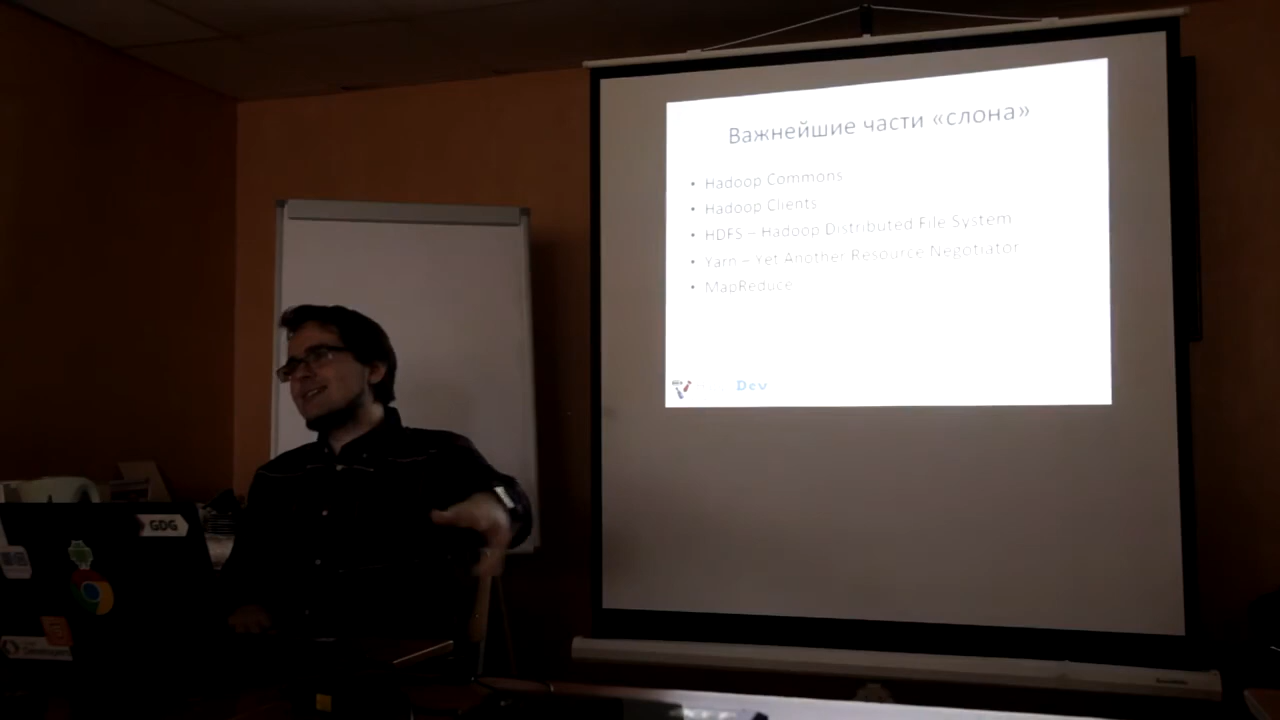 Важнейшие части «слона»
• Hadoop Commons
• Hadoop Clients
• HDFS – Hadoop Distributed File System
• Yarn – Yet Another Resource Negotiator
• MapReduce
Dev
GDG